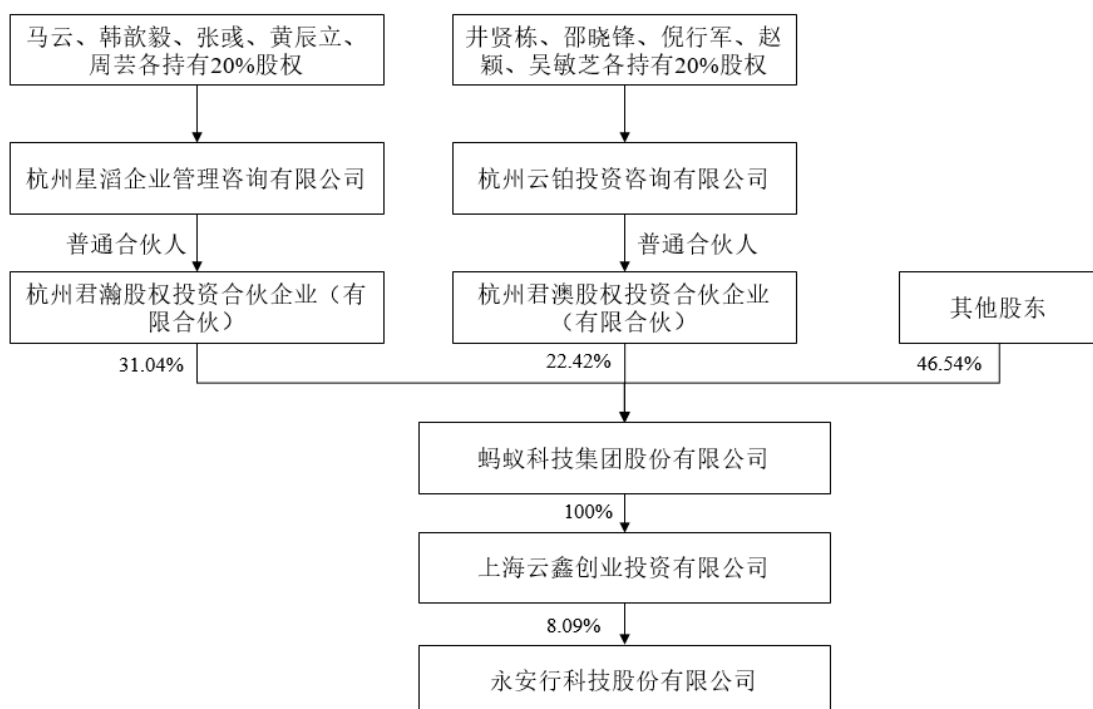 马云、韩歆毅、张彧、黄辰立、
周芸各持有20%股权
井贤栋、邵晓锋、倪行军、赵
颖、吴敏芝各持有20%股权
杭州星滔企业管理咨询有限公司
杭州云铂投资咨询有限公司
普通合伙人
普通合伙人
杭州君瀚股权投资合伙企业（有
限合伙）
杭州君澳股权投资合伙企业
（有限合伙）
其他股东
31.04%
22.42%
46.54%
蚂蚁科技集团股份有限公司
100%
上海云鑫创业投资有限公司
8.09%
永安行科技股份有限公司